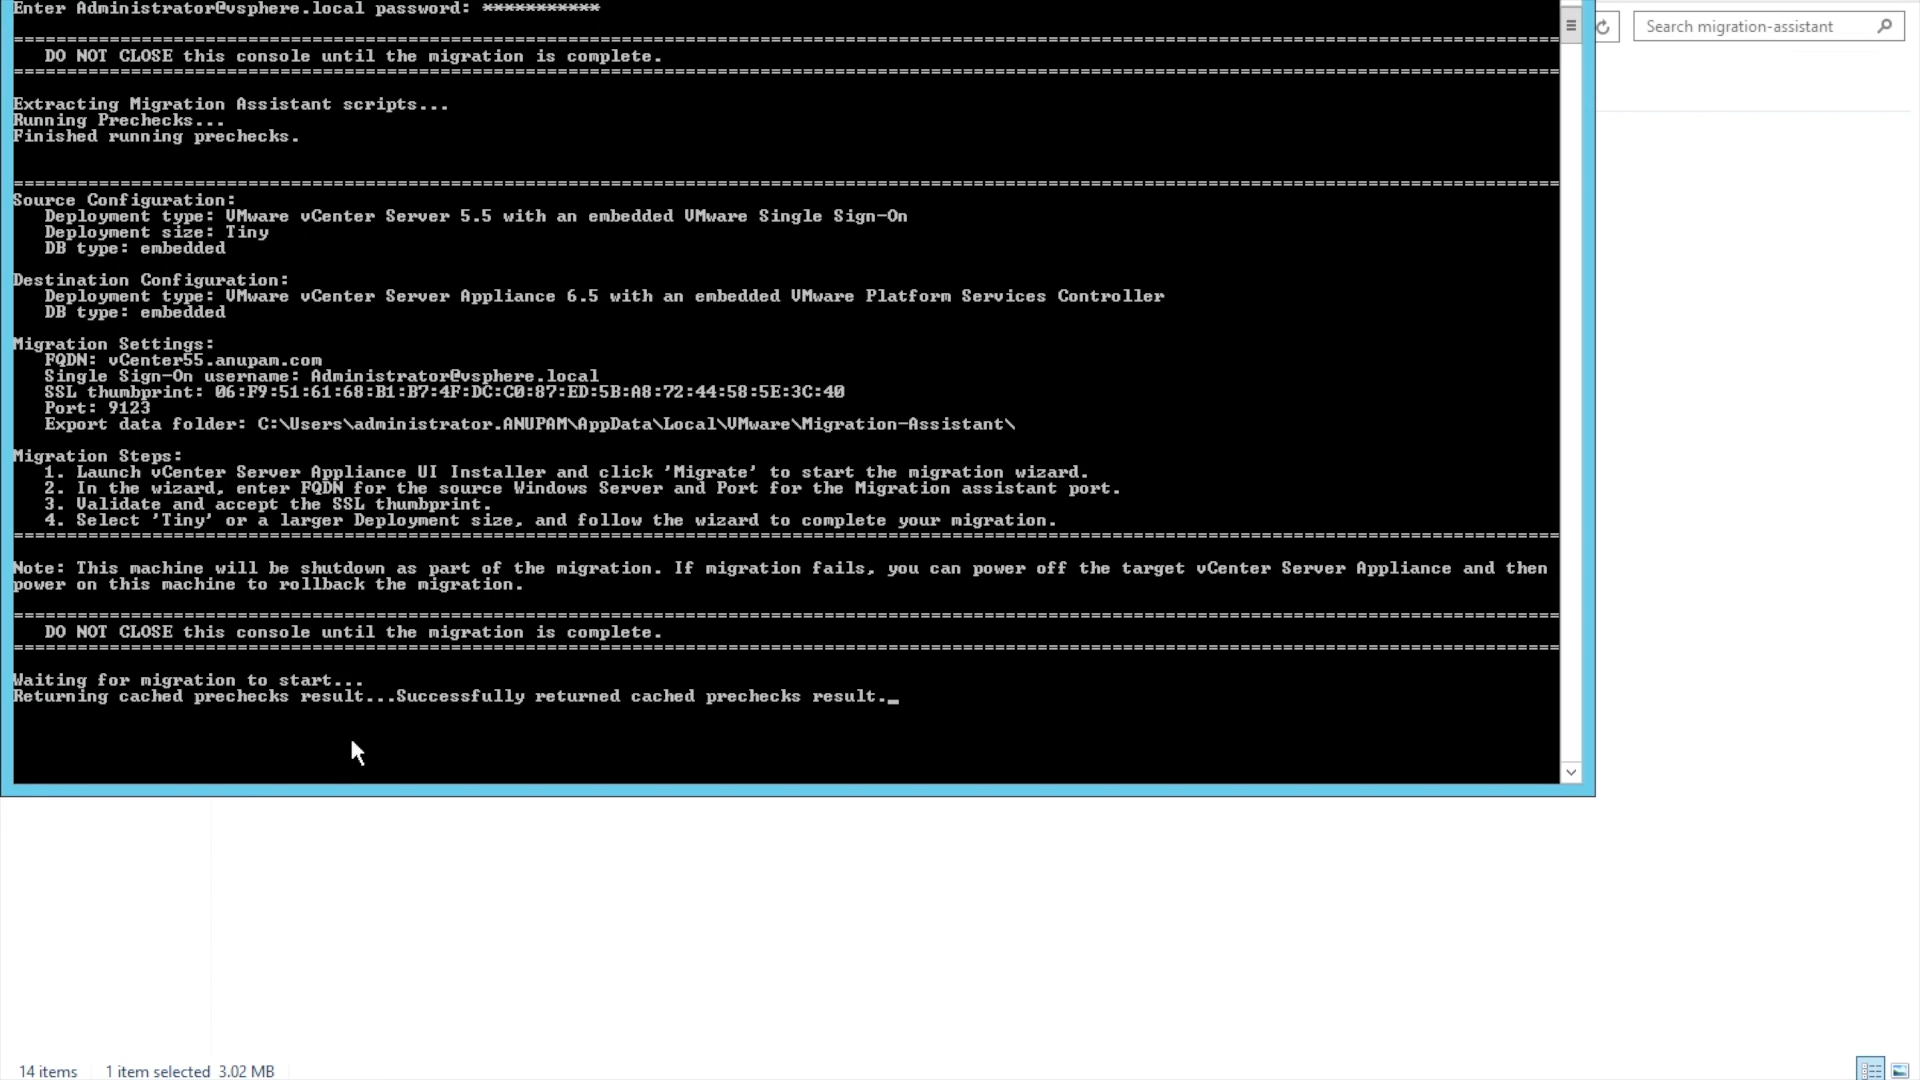 Enter Administrator@vsphere.local password: ***********
Search migration-assistant
================================================================================
DO NOT CLOSE this console until the migration is complete.
================================================================================
Extracting Migration Assistant scripts...
Running Prechecks...
Finished running prechecks.
================================================================================
Source Configuration:
Deployment type: VMware vCenter Server 5.5 with an embedded VMware Single Sign-On
Deployment size: Tiny
DB type: embedded
Destination Configuration:
Deployment type: VMware vCenter Server Appliance 6.5 with an embedded VMware Platform Services Controller
DB type: embedded
Migration Settings:
FQDN: vCenter55.anupam.com
Single Sign-On username: Administrator@vsphere.local
SSL thumbprint: 06:F9:51:61:68:B1:B7:4F:DC:C0:87:ED:5B:A8:72:44:58:5E:3C:40
Port: 9123
Export data folder: C:\Users\administrator.ANUPAM\AppData\Local\VMware\Migration-Assistant\
Migration Steps:
1. Launch vCenter Server Appliance UI Installer and click 'Migrate' to start the migration wizard.
2. In the wizard, enter FQDN for the source Windows Server and Port for the Migration assistant port.
3. Validate and accept the SSL thumbprint.
4. Select 'Tiny' or a larger Deployment size, and follow the wizard to complete your migration.
================================================================================
Note: This machine will be shutdown as part of the migration. If migration fails, you can power off the target vCenter Server Appliance and then
power on this machine to rollback the migration.
================================================================================
DO NOT CLOSE this console until the migration is complete.
================================================================================
Waiting for migration to start...
Returning cached prechecks result...Successfully returned cached prechecks result._
14 items 1 item selected 3.02 MB